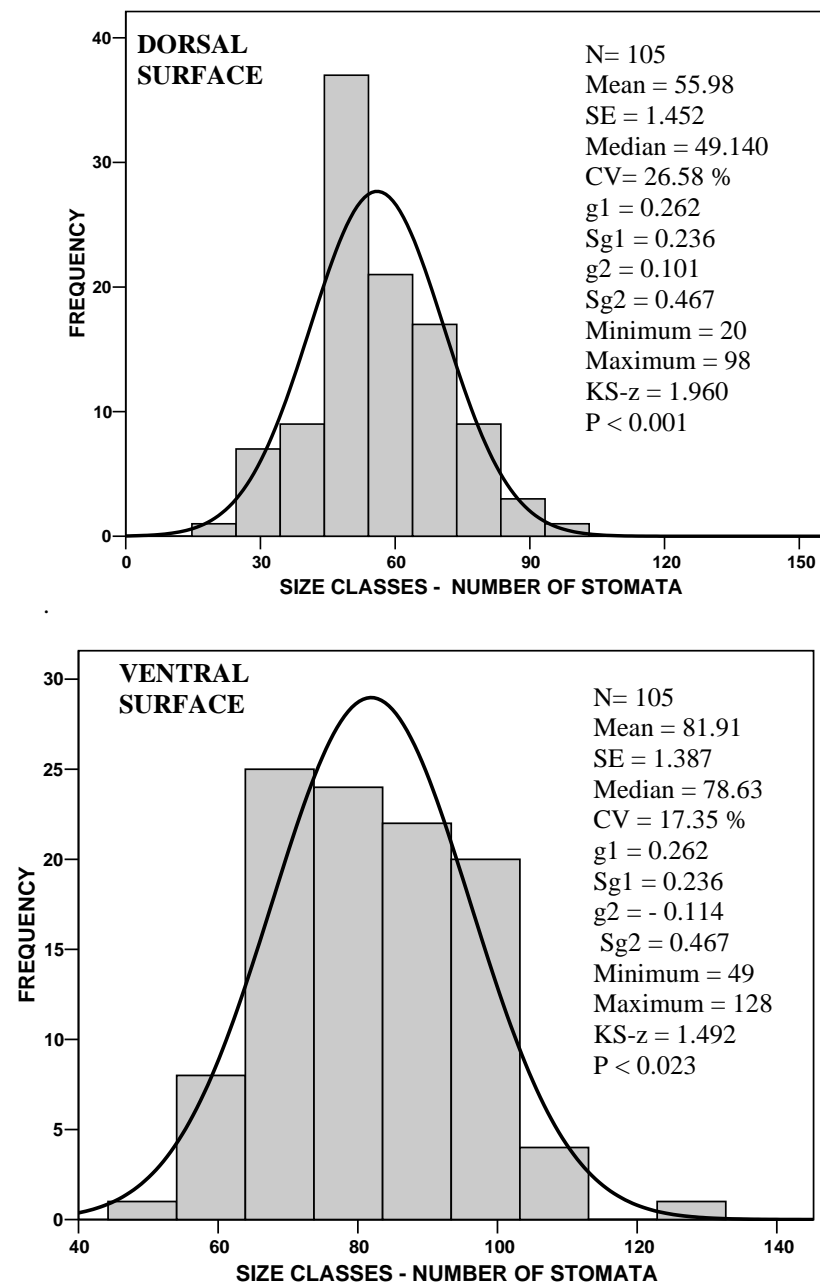 DORSAL
SURFACE
N= 105
Mean = 55.98
SE = 1.452
Median = 49.140
CV= 26.58 %
g1 = 0.262
Sg1 = 0.236
g2 = 0.101
Sg2 = 0.467
Minimum = 20
Maximum = 98
KS-z = 1.960
P < 0.001
FREQUENCY
40
30
20
10
0
0 30 60 90 120 150
SIZE CLASSES - NUMBER OF STOMATA
.
VENTRAL
SURFACE
N= 105
Mean = 81.91
SE = 1.387
Median = 78.63
CV = 17.35 %
g1 = 0.262
Sg1 = 0.236
g2 = - 0.114
Sg2 = 0.467
Minimum = 49
Maximum = 128
KS-z = 1.492
P < 0.023
FREQUENCY
30
25
20
15
10
5
0
40 60 80 100 120 140
SIZE CLASSES - NUMBER OF STOMATA